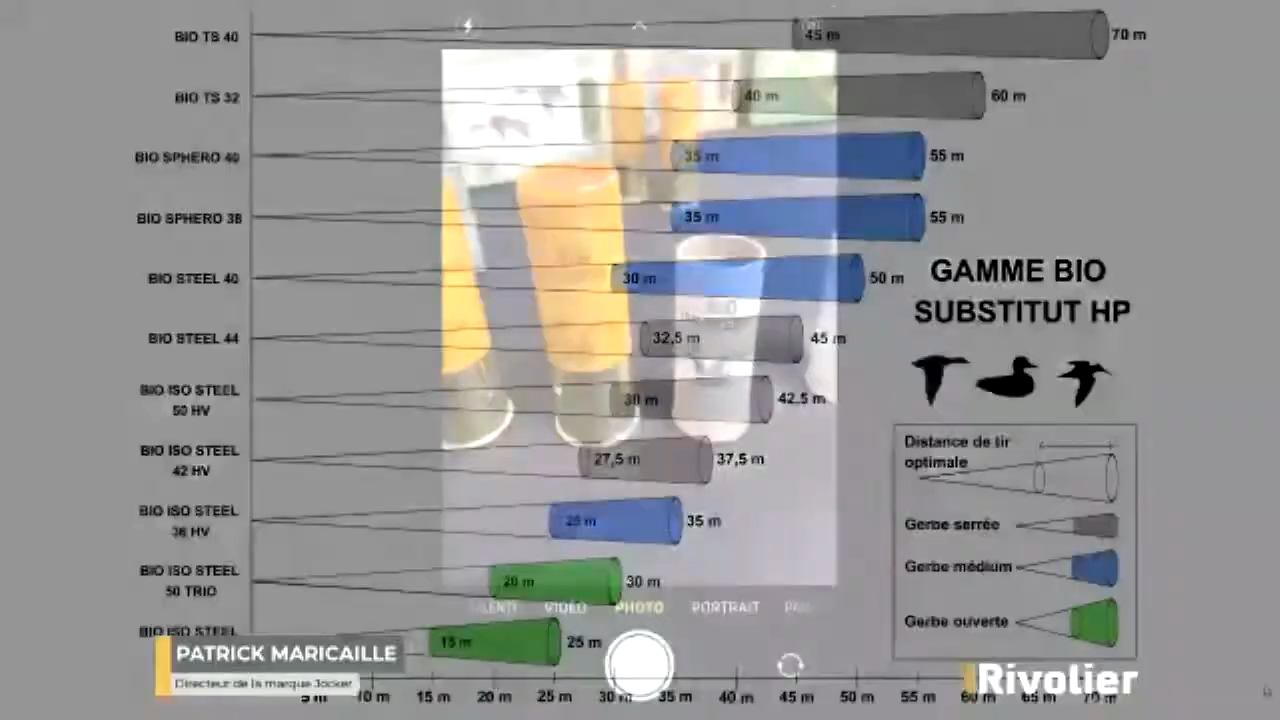 BIO TS 40
45 m
70 m
BIO TS 32
40 m
60 m
BIO SPHERO 40
35 m
55 m
BIO SPHERO 38
35 m
55 m
BIO STEEL 40
30 m
50 m
BIO STEEL 44
32,5 m
45 m
BIO ISO STEEL
50 HV
30 m
42.5 m
BIO ISO STEEL
42 HV
27,5 m
37,5 m
BIO ISO STEEL
36 HV
25 m
35 m
BIO ISO STEEL
50 TRIO
20 m
30 m
BIO ISO STEEL
15 m
25 m
GAMME BIO
SUBSTITUT HP
Distance de tir
optimale
Gerbe serrée
Gerbe médium
Gerbe ouverte
VIDÉO PHOTO PORTRAIT
PATRICK MARICAILLE
Directeur de la marque Jocker
Rivolier
5 m 10 m 15 m 20 m 25 m 30 m 35 m 40 m 45 m 50 m 55 m 60 m 65 m 70 m